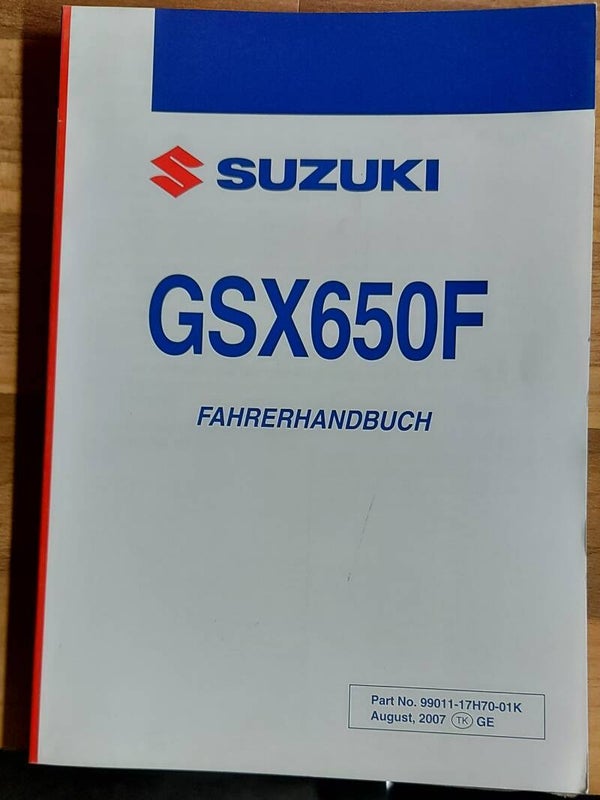 SUZUKI
GSX650F
FAHRERHANDBUCH
Part No. 99011-17H70-01K
August, 2007 TK GE